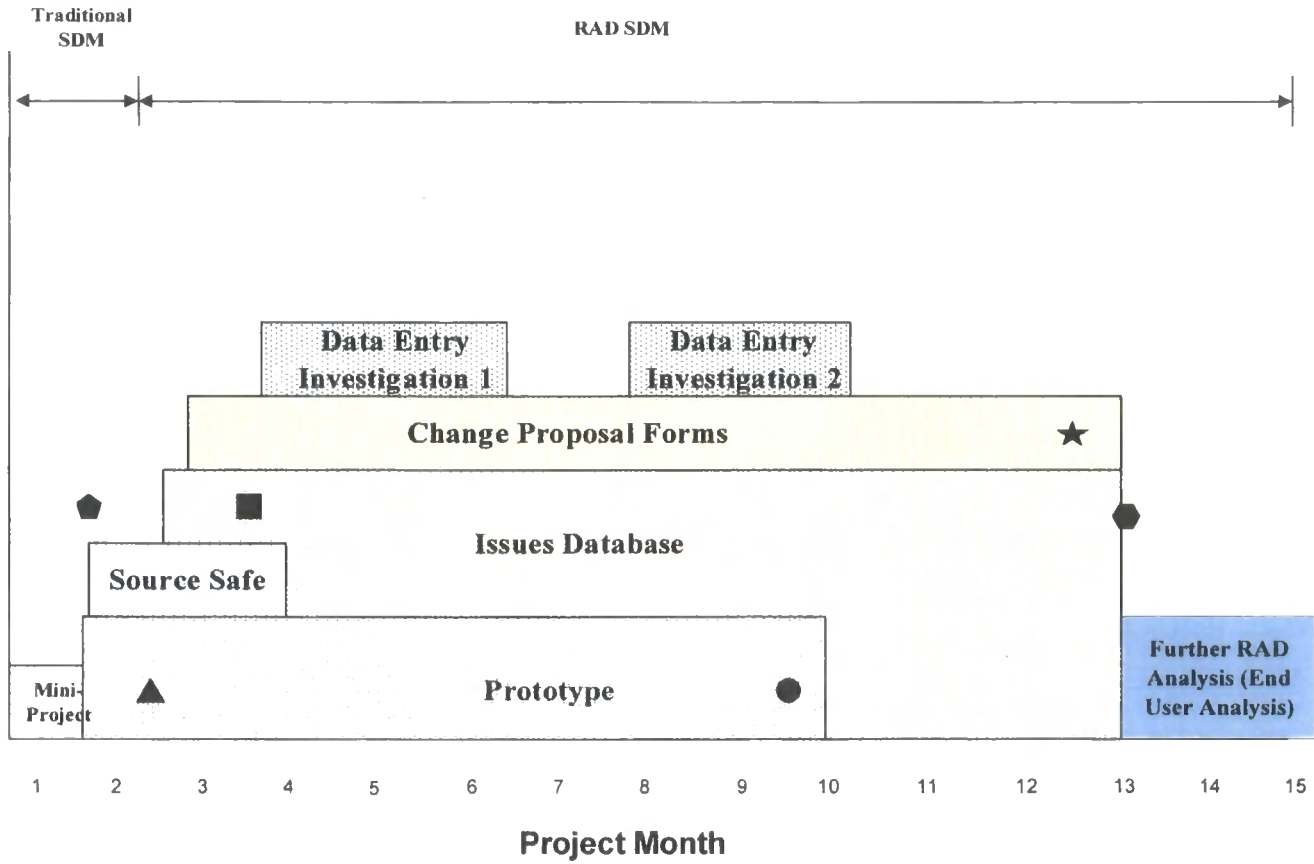 Traditional
SDM
RAD SDM
Data Entry
Investigation 1
Data Entry
Investigation 2
Change Proposal Forms
Issues Database
Source Safe
Mini-
Project
Prototype
Further RAD
Analysis (End
User Analysis)
1 2 3 4 5 6 7 8 9 10 11 12 13 14 15
Project Month